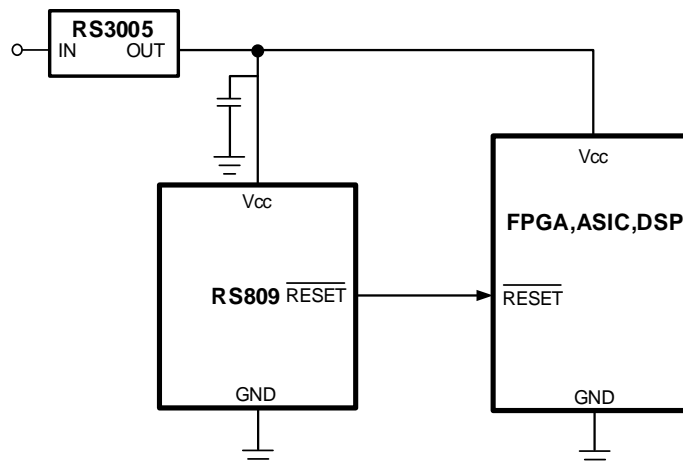 RS3005
IN OUT
Vcc
Vcc
FPGA,ASIC,DSP
RS809 RESET
RESET
GND
GND